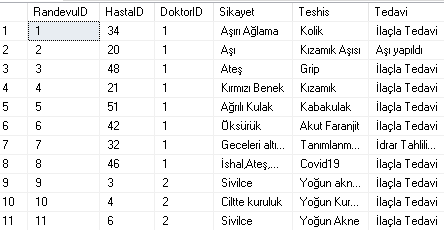 RandevuID HastaID DoktorID Sikayet Teshis Tedavi
1 1 34 1 Aşırı Ağlama Kolik İlaçla Tedavi
2 2 20 1 Aşı Kızamık Aşısı Aşı yapıldı
3 3 48 1 Ateş Grip İlaçla Tedavi
4 4 21 1 Kırmızı Benek Kızamık İlaçla Tedavi
5 5 51 1 Ağrılı Kulak Kabakulak İlaçla Tedavi
6 6 42 1 Öksürük Akut Faranjit İlaçla Tedavi
7 7 32 1 Geceleri altı... Tanımlanm... İdrar Tahlili...
8 8 46 1 İshal,Ateş,... Covid19 İlaçla Tedavi
9 9 3 2 Sivilce Yoğun akn... İlaçla Tedavi
10 10 4 2 Ciltte kuruluk Yoğun Kur... İlaçla Tedavi
11 11 6 2 Sivilce Yoğun Akne İlaçla Tedavi